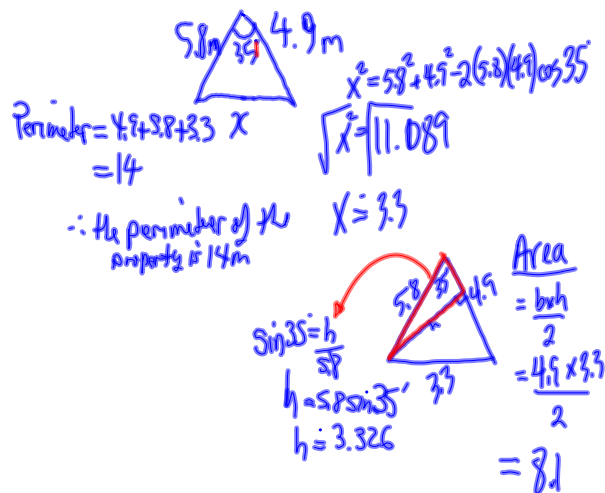 5.8m 35 4.9m
x² = 5.8² + 4.9² - 2(5.8)(4.9)cos35
Perimeter = 4.9+5.8+3.3 x
= 14
√x² = √11.089
x = 3.3
∴ the perimeter of the
property is 14m
5.8 35 4.9
h
3.3
sin35 = h/5.8
h = 5.8sin35
h = 3.326
Area
= bxh/2
= 4.9 x 3.3/2
= 8.1